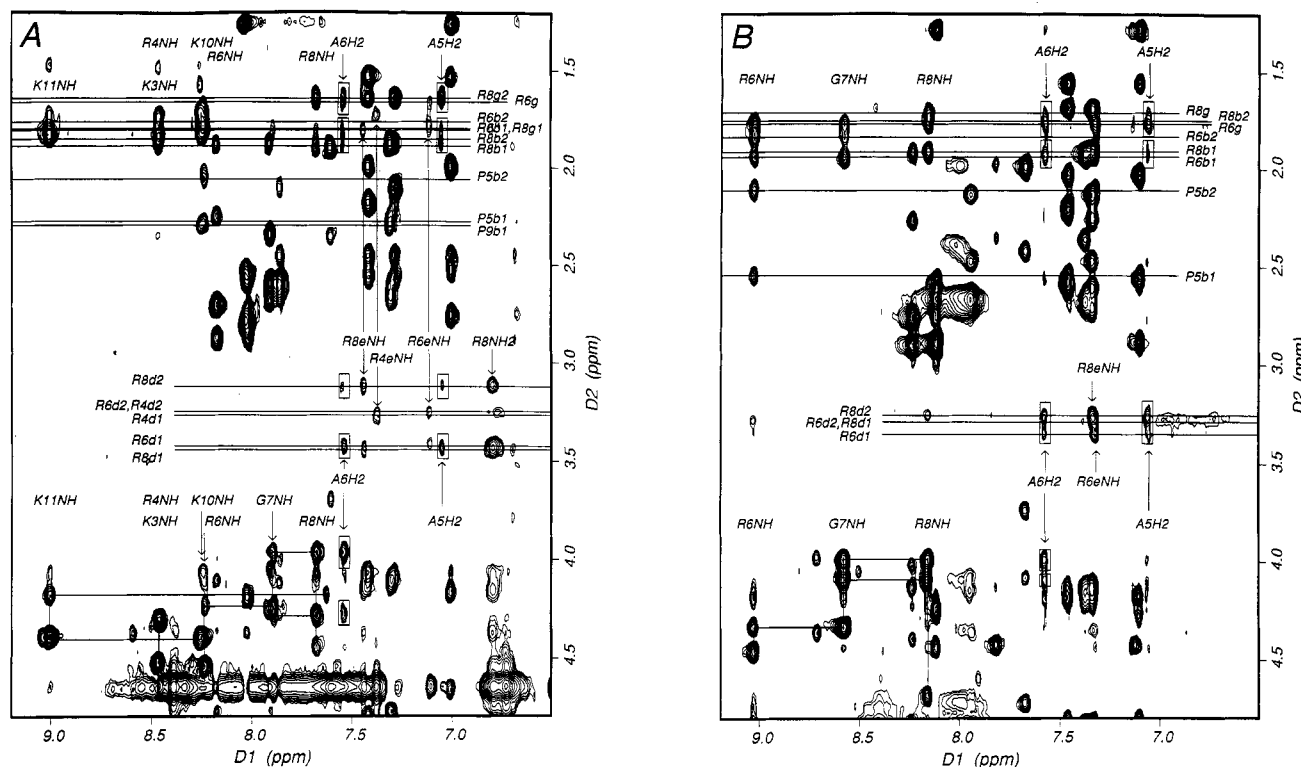 A
R4NH K10NH A6H2 A5H2
R6NH R8NH
K11NH K3NH
R8g2
R6g
R6b2
R6b1,R8g1
R8b2
R8b1
P5b2
P5b1
P9b1
R8eNH R6eNH R8NH2
R4eNH
R8d2
R6d2,R4d2
R4d1
R6d1
R8d1
A6H2
K11NH R4NH K10NH G7NH
K3NH R6NH R8NH A5H2
1.5
2.0
2.5
3.0
3.5
4.0
4.5
D2 (ppm)
9.0 8.5 8.0 7.5 7.0
D1 (ppm)
B
A6H2 A5H2
R6NH G7NH R8NH
R8g
R8b2
R6g
R6b2
R8b1
R6b1
P5b2
P5b1
R8eNH
R8d2
R6d2,R8d1
R6d1
A6H2 R6eNH
R6NH G7NH R8NH A5H2
1.5
2.0
2.5
3.0
3.5
4.0
4.5
D2 (ppm)
9.0 8.5 8.0 7.5 7.0
D1 (ppm)